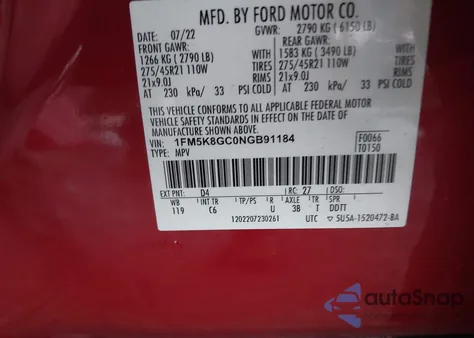 MFD. BY FORD MOTOR CO.
DATE: 07/22 GVWR: 2790 KG (6150 LB)
FRONT GAWR: REAR GAWR:
1266 KG (2790 LB) 1583 KG (3490 LB)
275/45R21 110W TIRES 275/45R21 110W TIRES
21x9.0J RIMS 21x9.0J RIMS
AT 230 kPa/ 33 PSI COLD AT 230 kPa/ 33 PSI COLD
THIS VEHICLE CONFORMS TO ALL APPLICABLE FEDERAL MOTOR
VEHICLE SAFETY STANDARDS IN EFFECT ON THE DATE OF
MANUFACTURE SHOWN ABOVE.
VIN: 1FM5K8GC0NGB91184 F0066
TYPE: MPV T0150
EXT PNT: D4 RC: 27 DSO:
WB INT TR TP/PS R AXLE TR SPR
119 C6 U 3B T DDTT
1202207230261 UTC ▽ 5U5A-1520472-BA
autoSnap